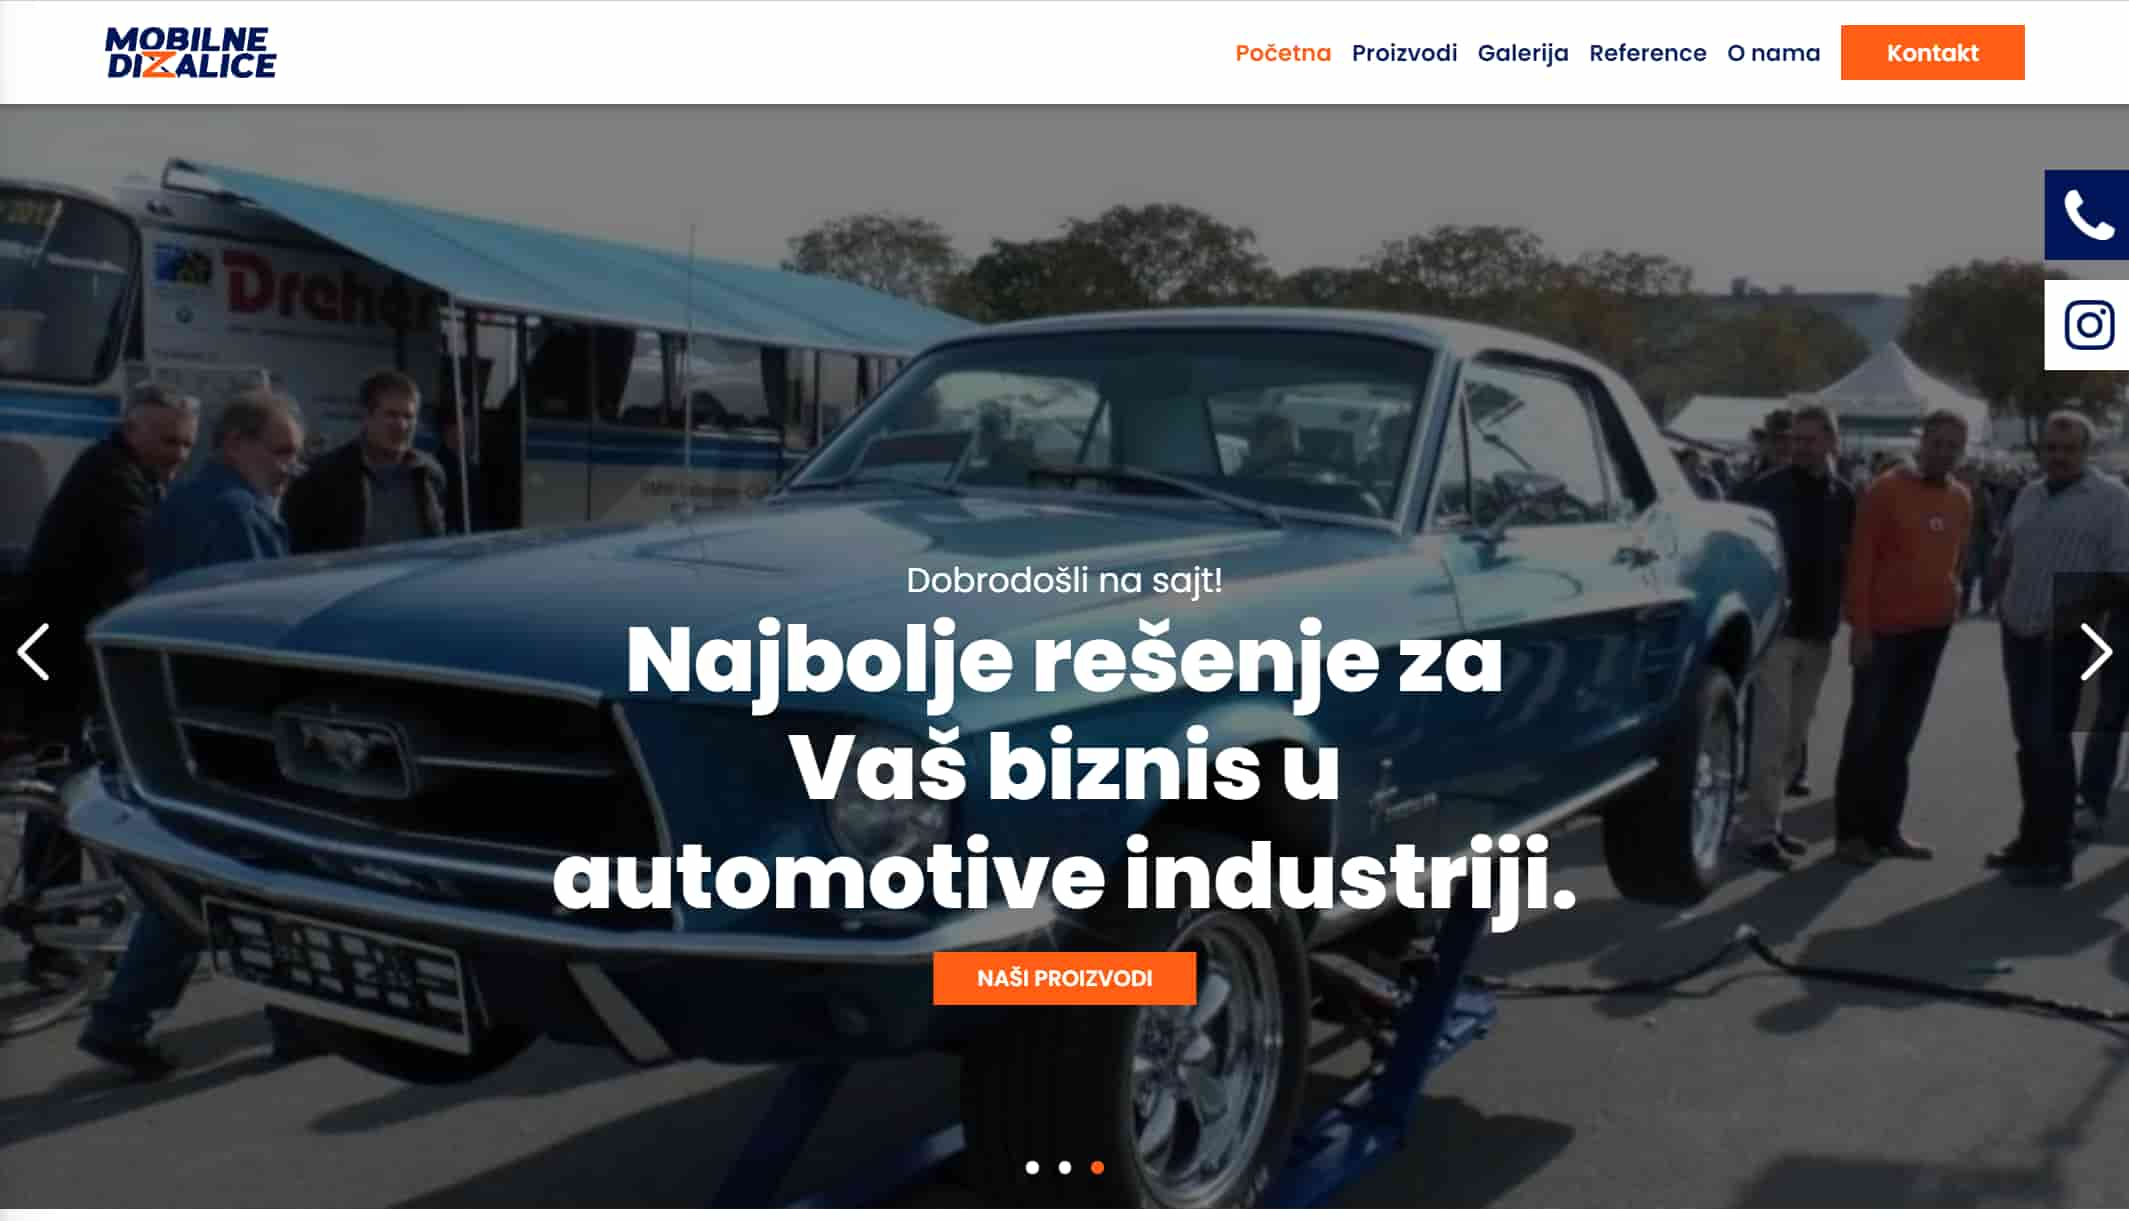 MOBILNE
DIZALICE
Početna Proizvodi Galerija Reference O nama Kontakt
Dreher
Dobrodošli na sajt!
Najbolje rešenje za
Vaš biznis u
automotive industriji.
NAŠI PROIZVODI